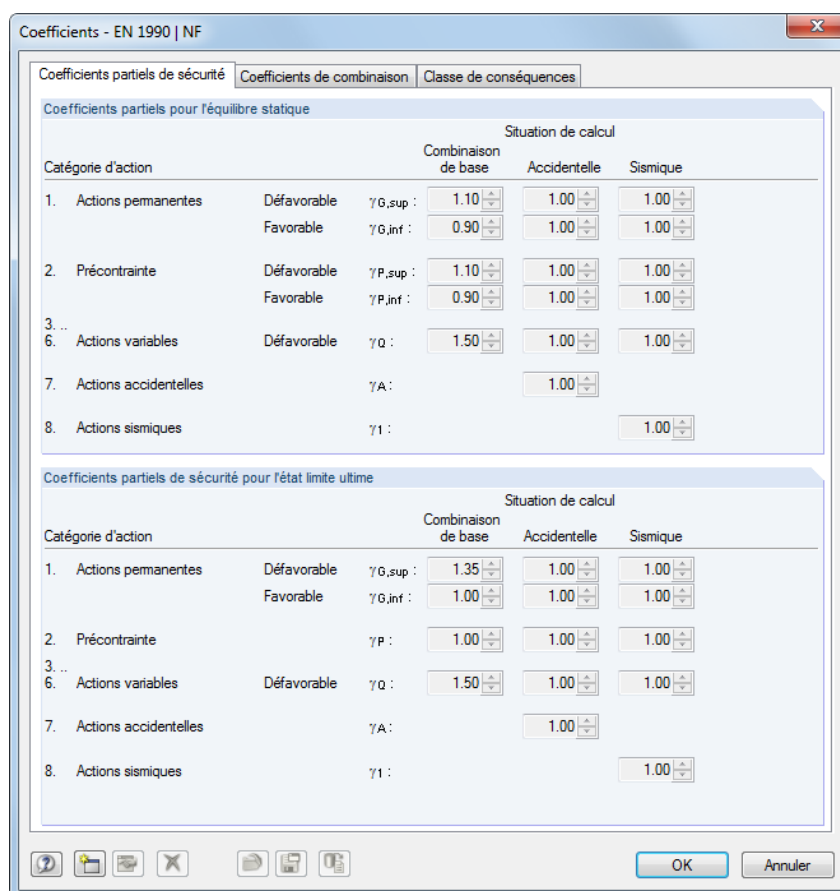 Coefficients - EN 1990 | NF
Coefficients partiels de sécurité Coefficients de combinaison Classe de conséquences
Coefficients partiels pour l'équilibre statique
Situation de calcul
Catégorie d'action Combinaison de base Accidentelle Sismique
1. Actions permanentes Défavorable γG,sup : 1.10 1.00 1.00
Favorable γG,inf : 0.90 1.00 1.00
2. Précontrainte Défavorable γP,sup : 1.10 1.00 1.00
Favorable γP,inf : 0.90 1.00 1.00
3. ..
6. Actions variables Défavorable γQ : 1.50 1.00 1.00
7. Actions accidentelles γA : 1.00
8. Actions sismiques γ1 : 1.00
Coefficients partiels de sécurité pour l'état limite ultime
Situation de calcul
Catégorie d'action Combinaison de base Accidentelle Sismique
1. Actions permanentes Défavorable γG,sup : 1.35 1.00 1.00
Favorable γG,inf : 1.00 1.00 1.00
2. Précontrainte γP : 1.00 1.00 1.00
3. ..
6. Actions variables Défavorable γQ : 1.50 1.00 1.00
7. Actions accidentelles γA : 1.00
8. Actions sismiques γ1 : 1.00
OK Annuler